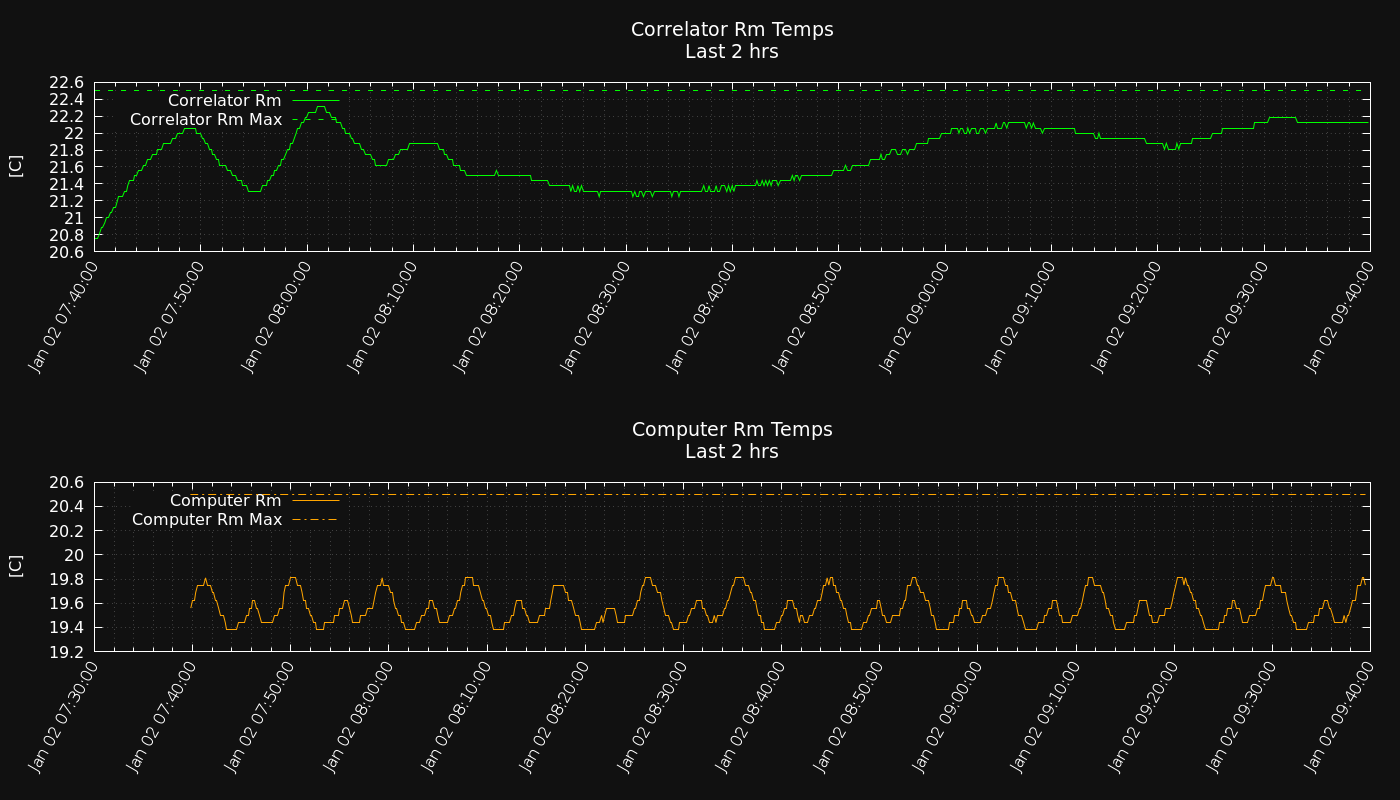 Correlator Rm Temps
Last 2 hrs
22.6
22.4
22.2
22
21.8
21.6
21.4
21.2
21
20.8
20.6
[C]
Correlator Rm
Correlator Rm Max
Jan 02 07:40:00
Jan 02 07:50:00
Jan 02 08:00:00
Jan 02 08:10:00
Jan 02 08:20:00
Jan 02 08:30:00
Jan 02 08:40:00
Jan 02 08:50:00
Jan 02 09:00:00
Jan 02 09:10:00
Jan 02 09:20:00
Jan 02 09:30:00
Jan 02 09:40:00
Computer Rm Temps
Last 2 hrs
20.6
20.4
20.2
20
19.8
19.6
19.4
19.2
[C]
Computer Rm
Computer Rm Max
Jan 02 07:30:00
Jan 02 07:40:00
Jan 02 07:50:00
Jan 02 08:00:00
Jan 02 08:10:00
Jan 02 08:20:00
Jan 02 08:30:00
Jan 02 08:40:00
Jan 02 08:50:00
Jan 02 09:00:00
Jan 02 09:10:00
Jan 02 09:20:00
Jan 02 09:30:00
Jan 02 09:40:00